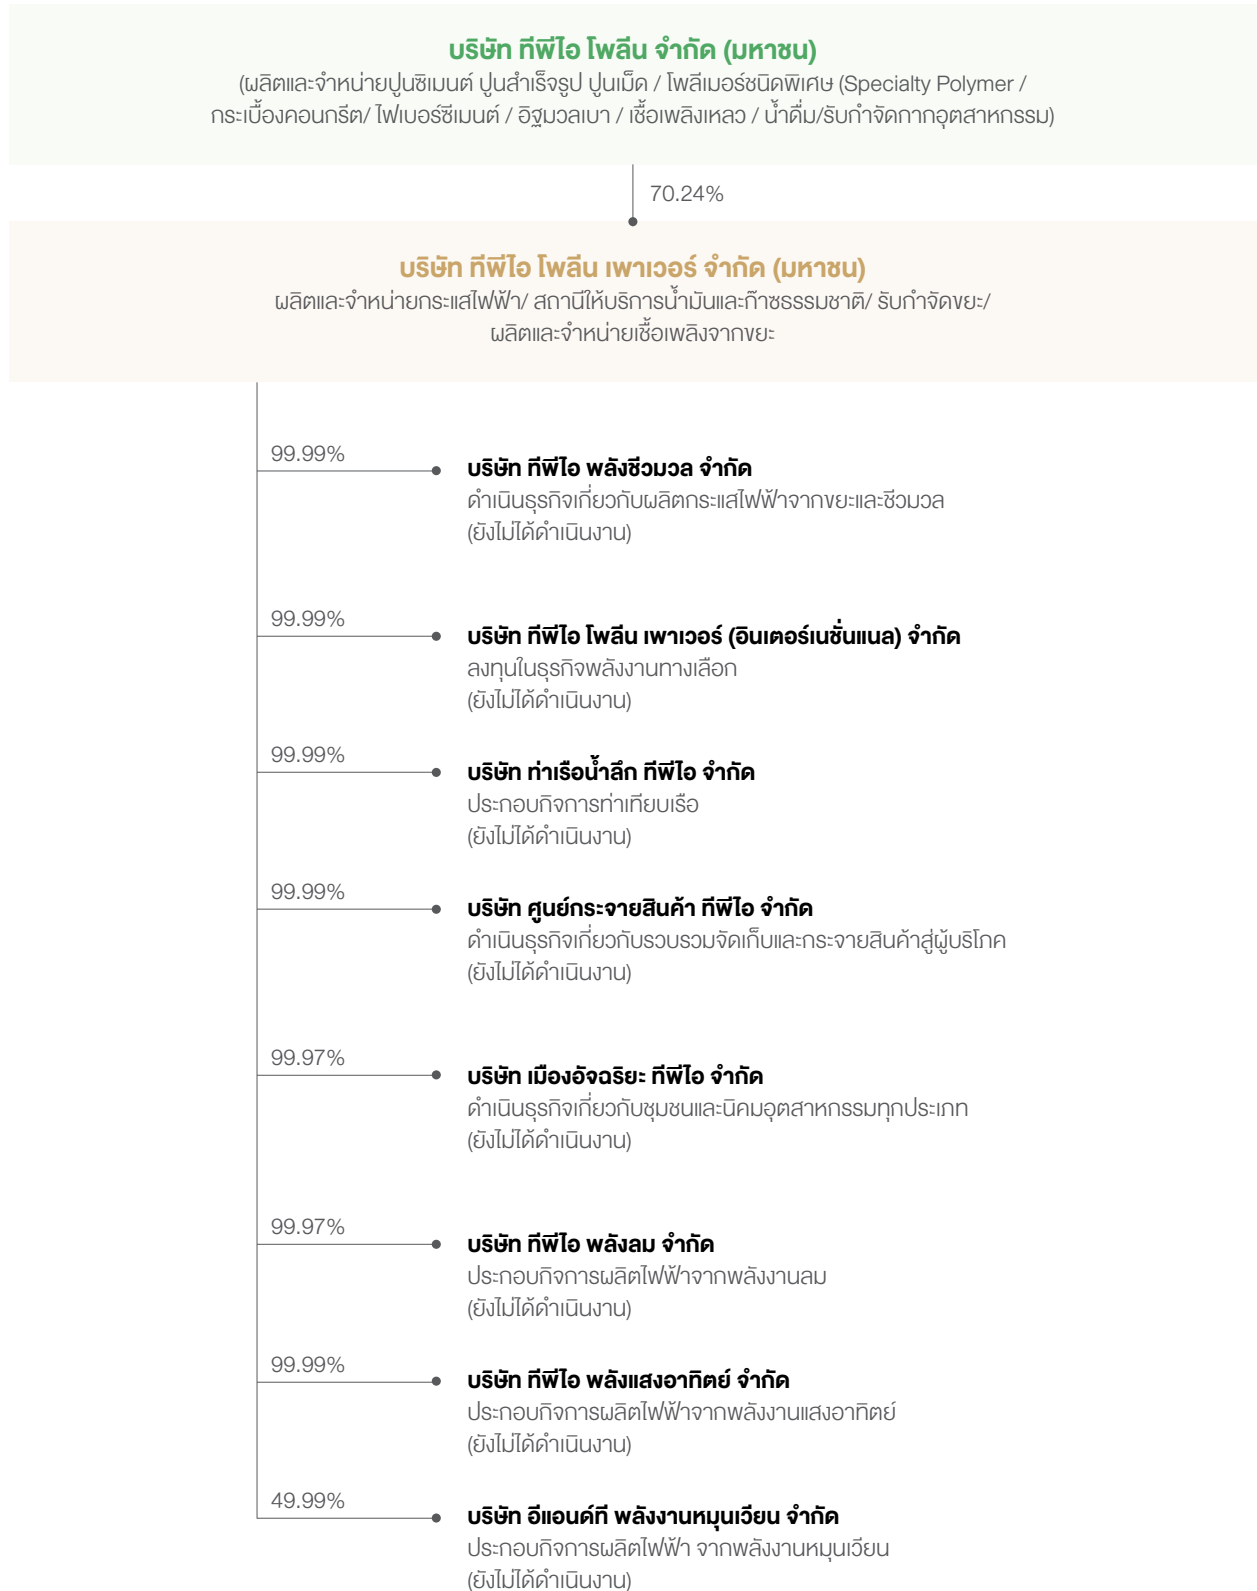 บริษัท ทีพีไอ โพลีน จำกัด (มหาชน)
(ผลิตและจำหน่ายปูนซิเมนต์ ปูนสำเร็จรูป ปูนเม็ด / โพลีเมอร์ชนิดพิเศษ (Specialty Polymer /
กระเบื้องคอนกรีต/ ไฟเบอร์ซีเมนต์ / อิฐมวลเบา / เชื้อเพลิงเหลว / น้ำดื่ม/รับกำจัดกากอุตสาหกรรม)
70.24%
บริษัท ทีพีไอ โพลีน เพาเวอร์ จำกัด (มหาชน)
ผลิตและจำหน่ายกระแสไฟฟ้า/ สถานีให้บริการน้ำมันและก๊าซธรรมชาติ/ รับกำจัดขยะ/
ผลิตและจำหน่ายเชื้อเพลิงจากขยะ
99.99%
บริษัท ทีพีไอ พลังชีวมวล จำกัด
ดำเนินธุรกิจเกี่ยวกับผลิตกระแสไฟฟ้าจากขยะและชีวมวล
(ยังไม่ได้ดำเนินงาน)
99.99%
บริษัท ทีพีไอ โพลีน เพาเวอร์ (อินเตอร์เนชั่นแนล) จำกัด
ลงทุนในธุรกิจพลังงานทางเลือก
(ยังไม่ได้ดำเนินงาน)
99.99%
บริษัท ท่าเรือน้ำลึก ทีพีไอ จำกัด
ประกอบกิจการท่าเทียบเรือ
(ยังไม่ได้ดำเนินงาน)
99.99%
บริษัท ศูนย์กระจายสินค้า ทีพีไอ จำกัด
ดำเนินธุรกิจเกี่ยวกับรวบรวมจัดเก็บและกระจายสินค้าสู่ผู้บริโภค
(ยังไม่ได้ดำเนินงาน)
99.97%
บริษัท เมืองอัจฉริยะ ทีพีไอ จำกัด
ดำเนินธุรกิจเกี่ยวกับชุมชนและนิคมอุตสาหกรรมทุกประเภท
(ยังไม่ได้ดำเนินงาน)
99.97%
บริษัท ทีพีไอ พลังลม จำกัด
ประกอบกิจการผลิตไฟฟ้าจากพลังงานลม
(ยังไม่ได้ดำเนินงาน)
99.99%
บริษัท ทีพีไอ พลังแสงอาทิตย์ จำกัด
ประกอบกิจการผลิตไฟฟ้าจากพลังงานแสงอาทิตย์
(ยังไม่ได้ดำเนินงาน)
49.99%
บริษัท อีแอนด์ที พลังงานหมุนเวียน จำกัด
ประกอบกิจการผลิตไฟฟ้า จากพลังงานหมุนเวียน
(ยังไม่ได้ดำเนินงาน)